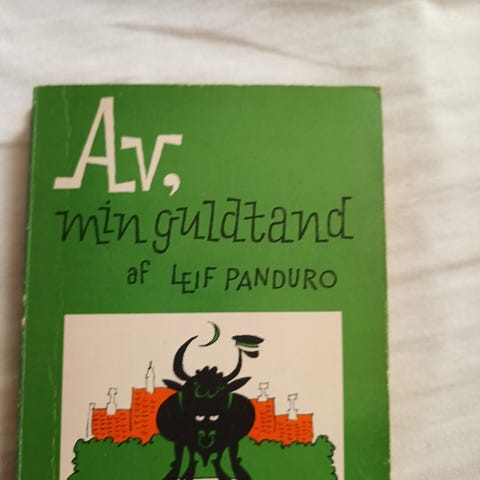 Av,
min guldtand
af LEIF PANDURO